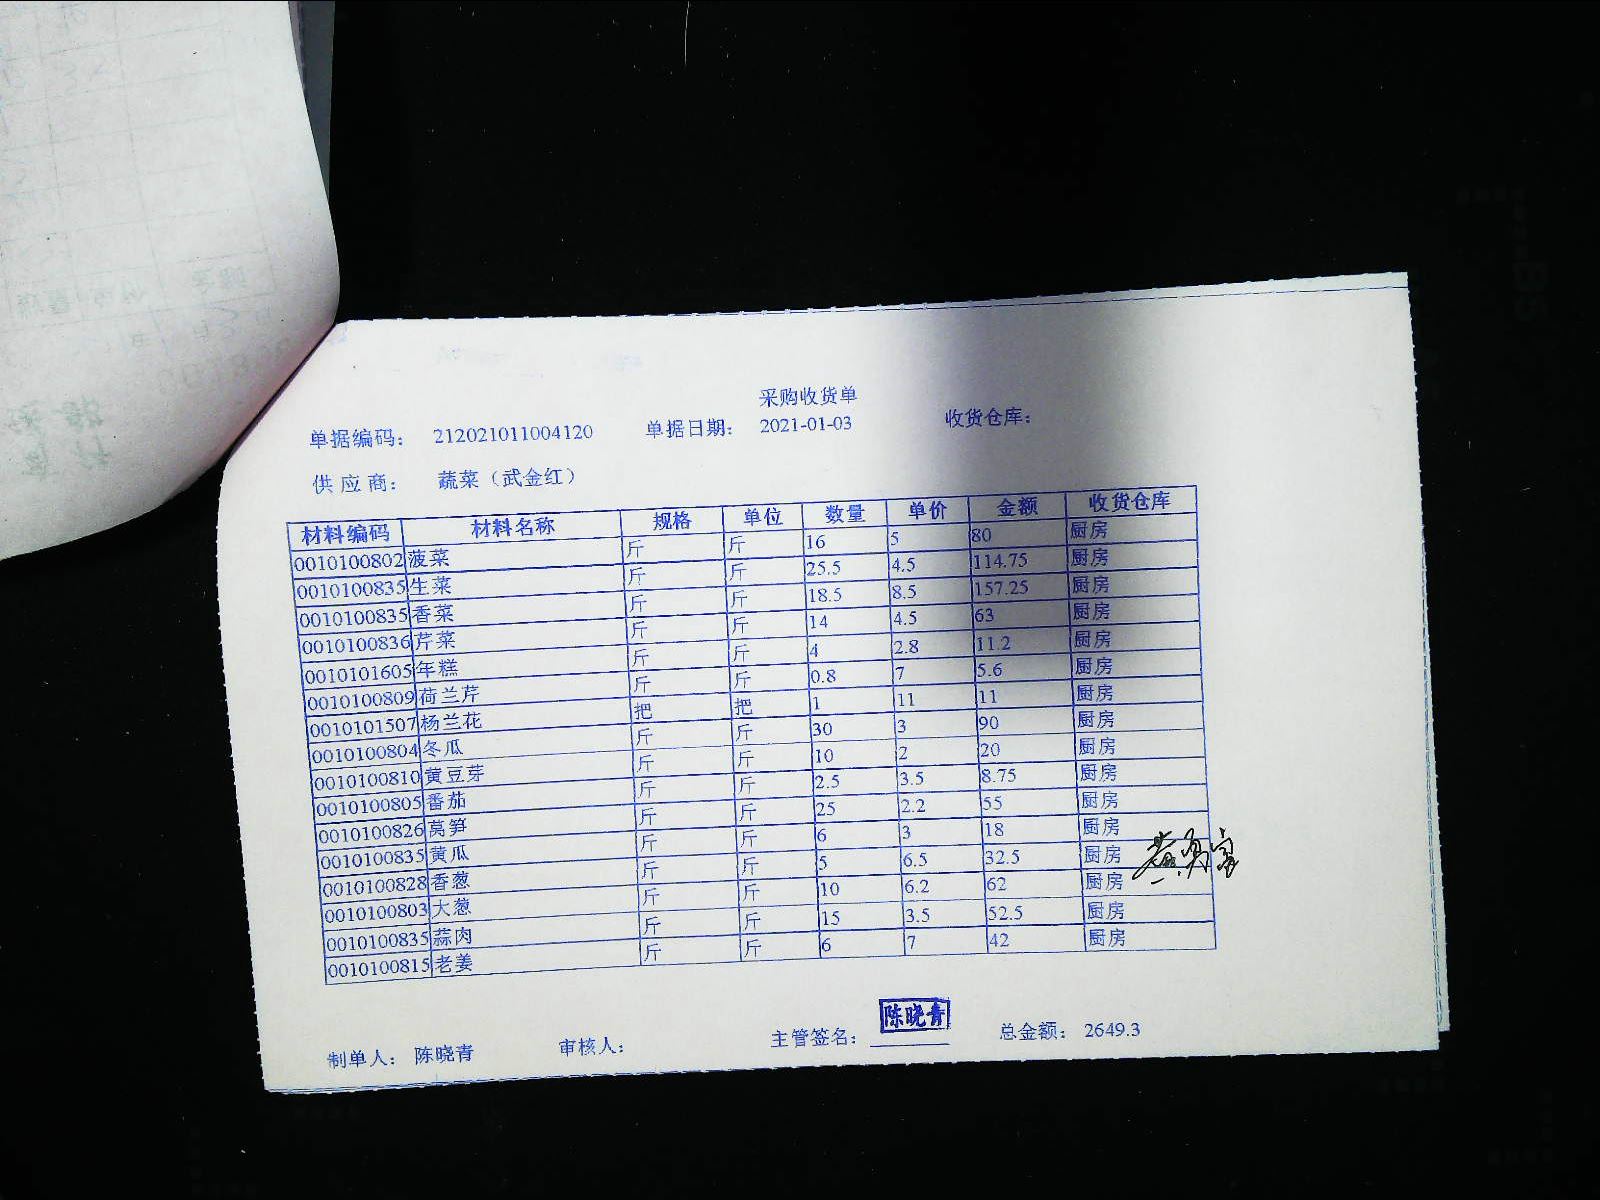 采购收货单
单据编码： 212021011004120 单据日期： 2021-01-03 收货仓库：
供应商： 蔬菜（武金红）
材料编码 材料名称 规格 单位 数量 单价 金额 收货仓库
0010100802 菠菜 斤 斤 16 5 80 厨房
0010100835 生菜 斤 斤 25.5 4.5 114.75 厨房
0010100835 香菜 斤 斤 18.5 8.5 157.25 厨房
0010100836 芹菜 斤 斤 14 4.5 63 厨房
0010101605 年糕 斤 斤 4 2.8 11.2 厨房
0010100809 荷兰芹 斤 斤 0.8 7 5.6 厨房
0010101507 杨兰花 把 把 1 11 11 厨房
0010100804 冬瓜 斤 斤 30 3 90 厨房
0010100810 黄豆芽 斤 斤 10 2 20 厨房
0010100805 番茄 斤 斤 2.5 3.5 8.75 厨房
0010100826 莴笋 斤 斤 25 2.2 55 厨房
0010100835 黄瓜 斤 斤 6 3 18 厨房
0010100828 香葱 斤 斤 5 6.5 32.5 厨房
0010100803 大葱 斤 斤 10 6.2 62 厨房
0010100835 蒜肉 斤 斤 15 3.5 52.5 厨房
0010100815 老姜 斤 斤 6 7 42 厨房
陈晓青
制单人： 陈晓青 审核人： 主管签名： 总金额： 2649.3